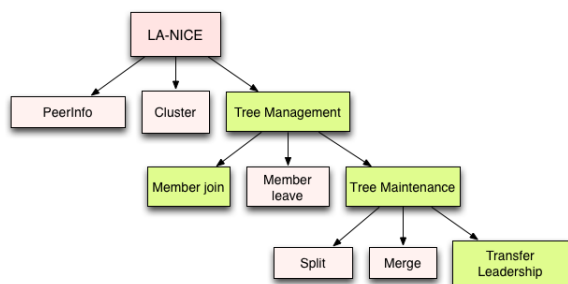 LA-NICE
PeerInfo
Cluster
Tree Management
Member join
Member
leave
Tree Maintenance
Split
Merge
Transfer
Leadership